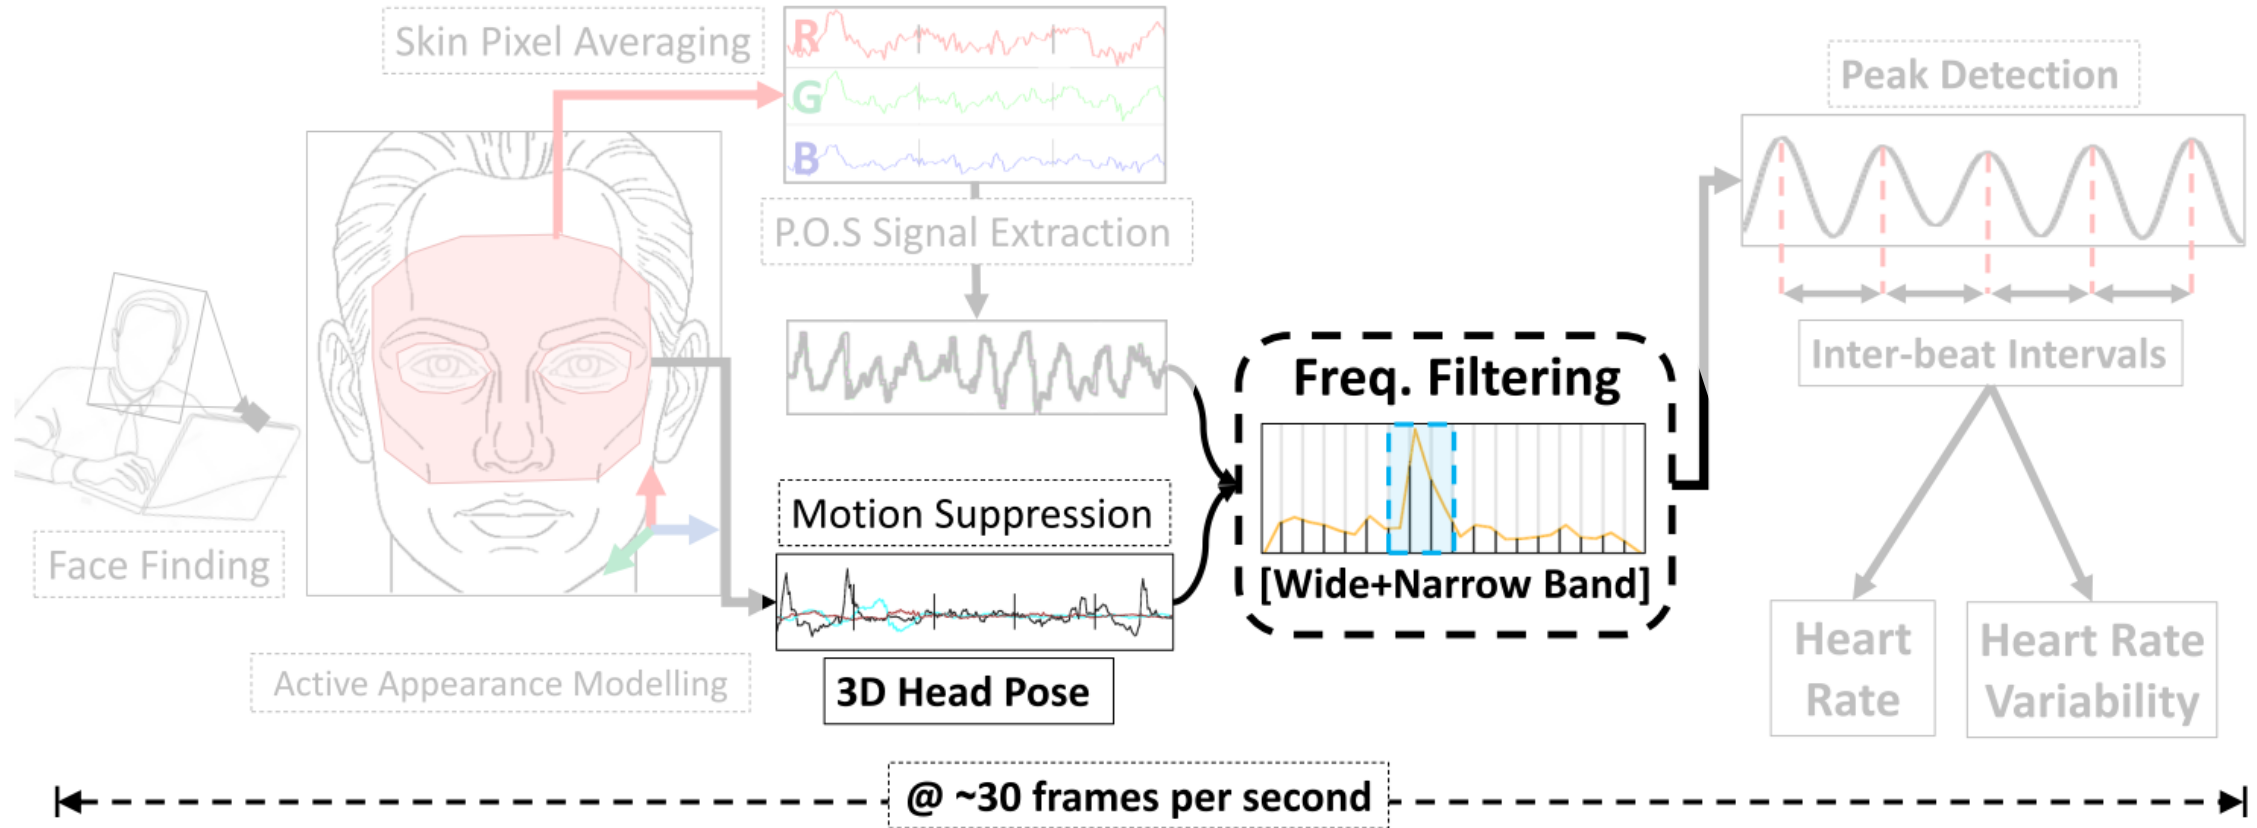 Skin Pixel Averaging
R
G
B
P.O.S Signal Extraction
Face Finding
Active Appearance Modelling
Motion Suppression
3D Head Pose
Freq. Filtering
[Wide+Narrow Band]
Peak Detection
Inter-beat Intervals
Heart
Rate
Heart Rate
Variability
@ ~30 frames per second